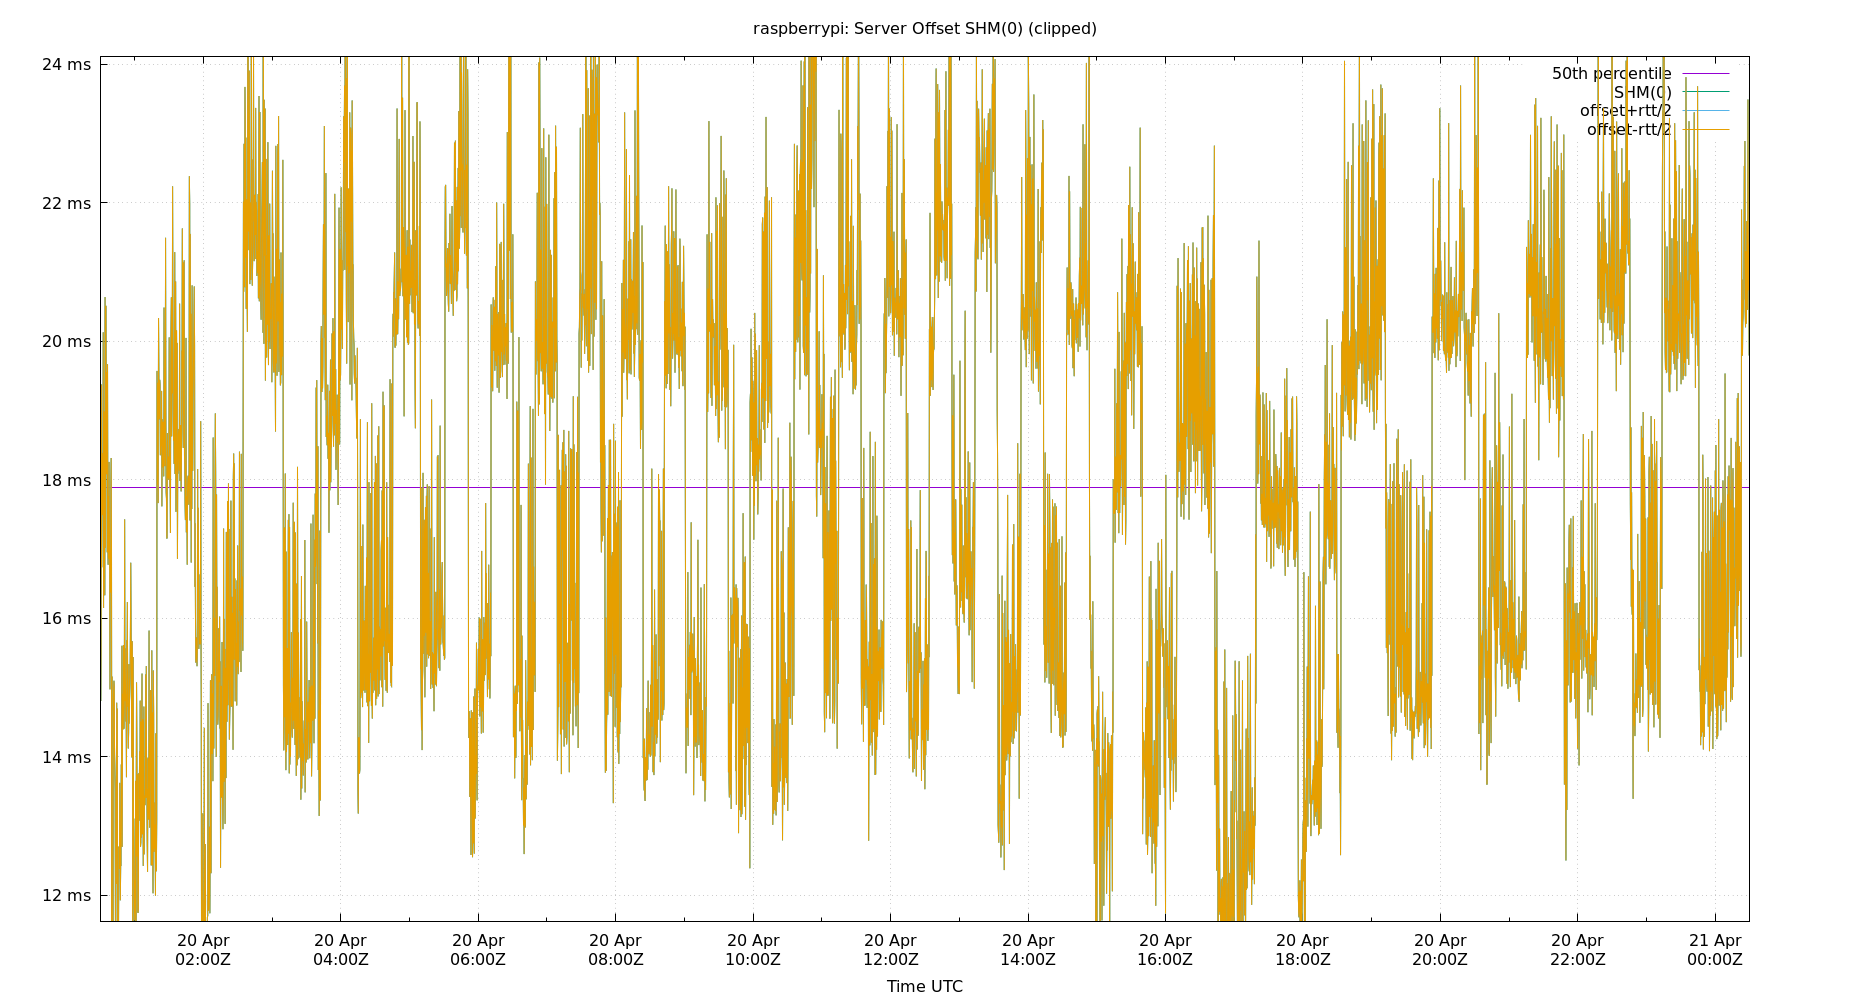 raspberrypi: Server Offset SHM(0) (clipped)
24 ms
22 ms
20 ms
18 ms
16 ms
14 ms
12 ms
50th percentile
SHM(0)
offset+rtt/2
offset-rtt/2
20 Apr 20 Apr 20 Apr 20 Apr 20 Apr 20 Apr 20 Apr 20 Apr 20 Apr 20 Apr 20 Apr 21 Apr
02:00Z 04:00Z 06:00Z 08:00Z 10:00Z 12:00Z 14:00Z 16:00Z 18:00Z 20:00Z 22:00Z 00:00Z
Time UTC